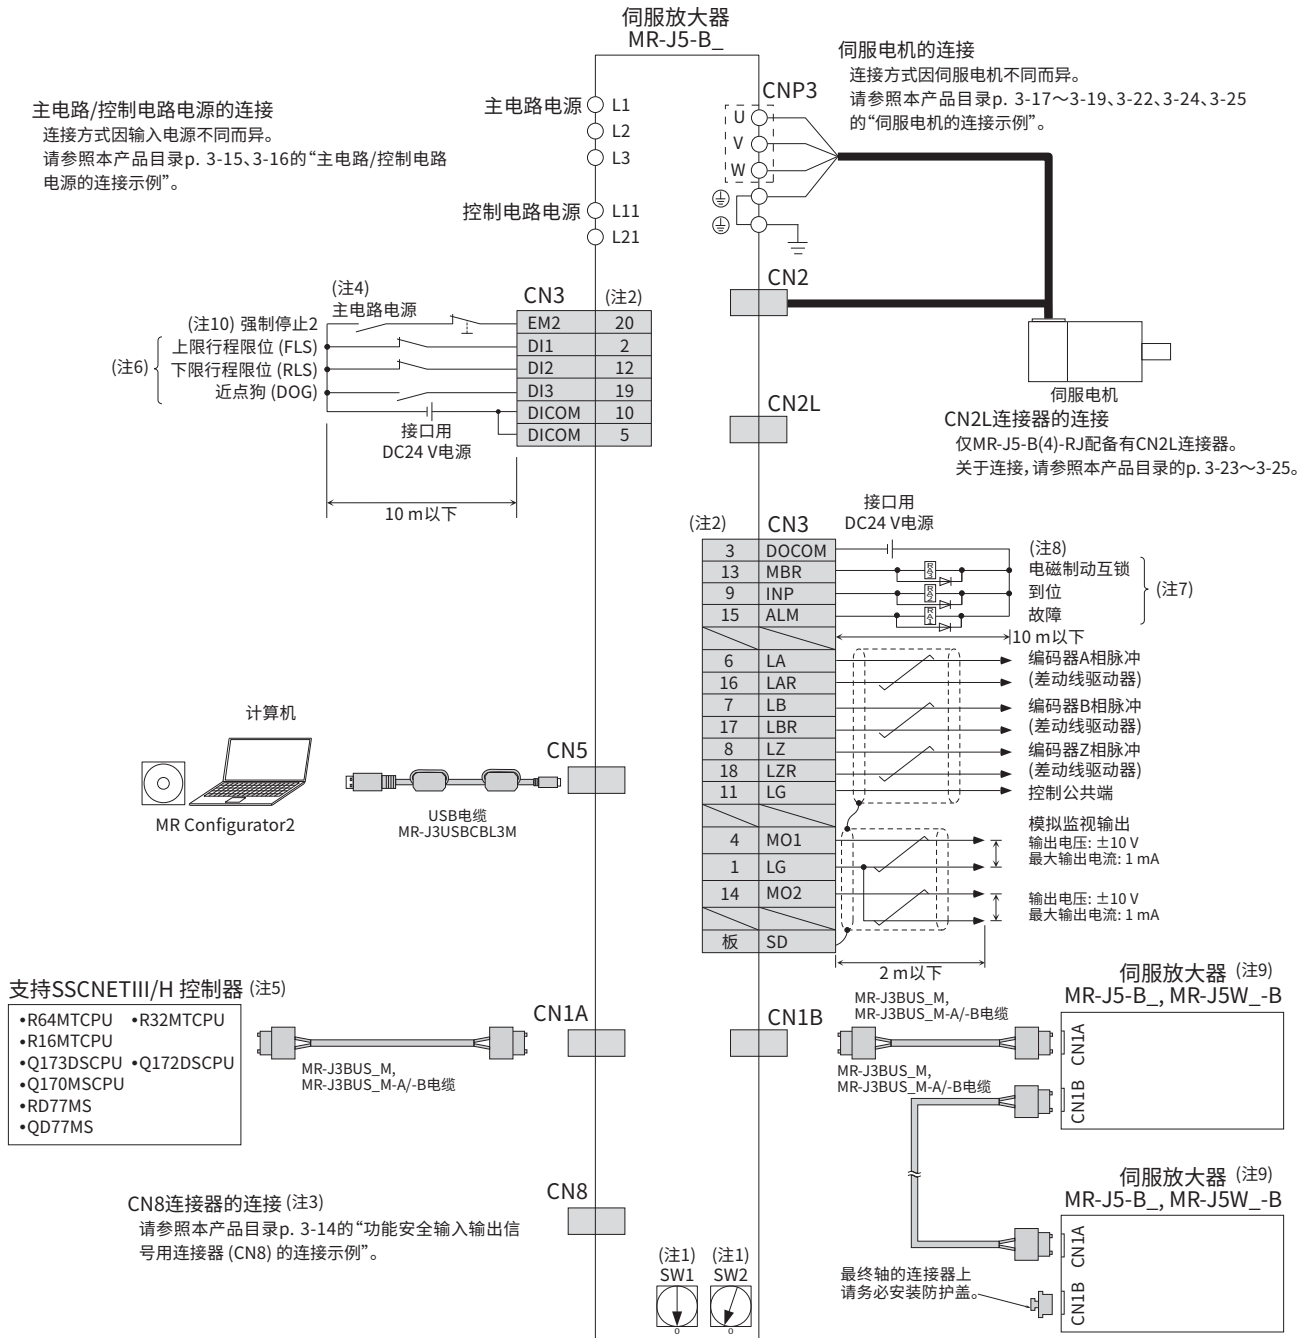 伺服放大器
MR-J5-B_
主电路/控制电路电源的连接
连接方式因输入电源不同而异。
请参照本产品目录p. 3-15、3-16的“主电路/控制电路
电源的连接示例”。
主电路电源 L1
L2
L3
控制电路电源 L11
L21
CNP3
U
V
W
伺服电机的连接
连接方式因伺服电机不同而异。
请参照本产品目录p. 3-17～3-19、3-22、3-24、3-25
的“伺服电机的连接示例”。
CN2
伺服电机
CN2L
CN2L连接器的连接
仅MR-J5-B(4)-RJ配备有CN2L连接器。
关于连接,请参照本产品目录的p. 3-23～3-25。
(注4)
主电路电源
CN3 (注2)
(注10) 强制停止2 EM2 20
(注6)
上限行程限位 (FLS) DI1 2
下限行程限位 (RLS) DI2 12
近点狗 (DOG) DI3 19
DICOM 10
DICOM 5
接口用
DC24 V电源
10 m以下
接口用
DC24 V电源
(注2) CN3
3 DOCOM
(注8)
13 MBR RA3 电磁制动互锁
9 INP RA2 到位
15 ALM RA1 故障
(注7)
10 m以下
6 LA 编码器A相脉冲
16 LAR (差动线驱动器)
7 LB 编码器B相脉冲
17 LBR (差动线驱动器)
8 LZ 编码器Z相脉冲
18 LZR (差动线驱动器)
11 LG 控制公共端
模拟监视输出
4 MO1 输出电压: ±10 V
最大输出电流: 1 mA
1 LG
14 MO2 输出电压: ±10 V
最大输出电流: 1 mA
板 SD
2 m以下
计算机
MR Configurator2
USB电缆
MR-J3USBCBL3M
CN5
支持SSCNETIII/H 控制器 (注5)
•R64MTCPU •R32MTCPU
•R16MTCPU
•Q173DSCPU •Q172DSCPU
•Q170MSCPU
•RD77MS
•QD77MS
MR-J3BUS_M,
MR-J3BUS_M-A/-B电缆
CN1A
CN1B
MR-J3BUS_M,
MR-J3BUS_M-A/-B电缆
MR-J3BUS_M,
MR-J3BUS_M-A/-B电缆
伺服放大器 (注9)
MR-J5-B_, MR-J5W_-B
CN1A
CN1B
伺服放大器 (注9)
MR-J5-B_, MR-J5W_-B
CN1A
CN1B
最终轴的连接器上
请务必安装防护盖。
CN8连接器的连接 (注3)
请参照本产品目录p. 3-14的“功能安全输入输出信
号用连接器 (CN8) 的连接示例”。
CN8
(注1) (注1)
SW1 SW2
0 0